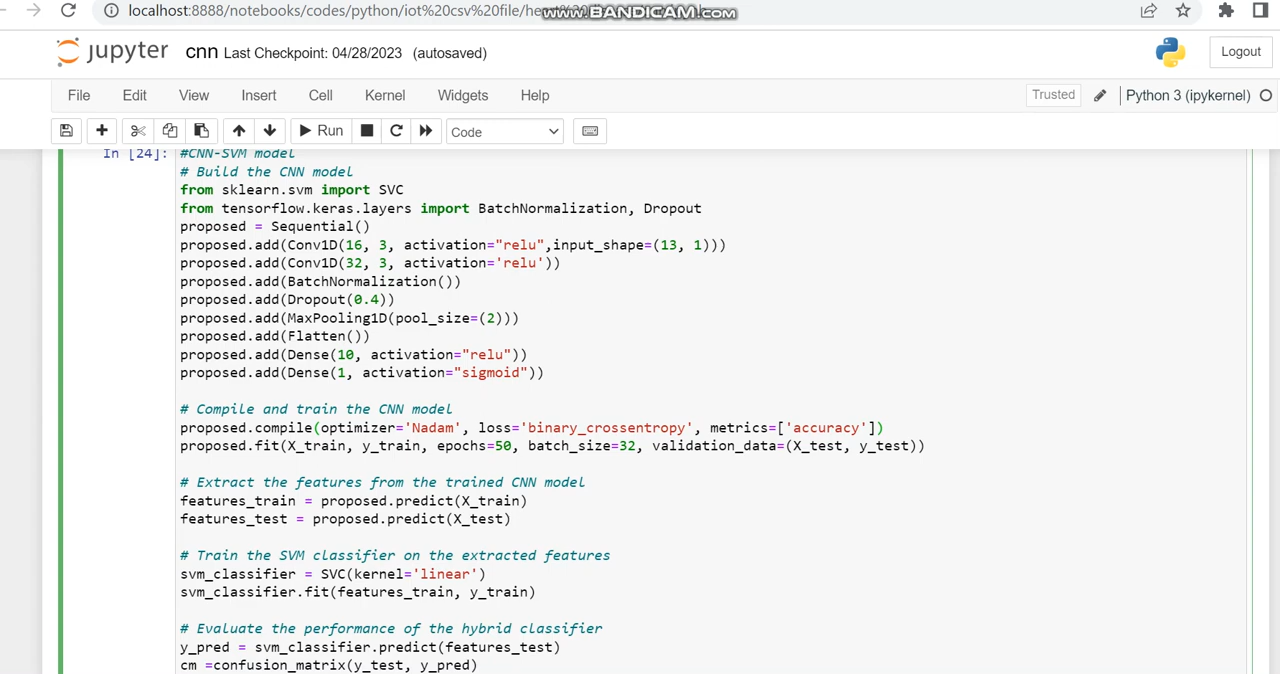 localhost:8888/notebooks/codes/python/iot%20csv%20file/he
www.BANDICAM.com
jupyter cnn Last Checkpoint: 04/28/2023 (autosaved)
Logout
File Edit View Insert Cell Kernel Widgets Help
Trusted
Python 3 (ipykernel)
Run
Code
In [24]:
#CNN-SVM model
# Build the CNN model
from sklearn.svm import SVC
from tensorflow.keras.layers import BatchNormalization, Dropout
proposed = Sequential()
proposed.add(Conv1D(16, 3, activation="relu",input_shape=(13, 1)))
proposed.add(Conv1D(32, 3, activation='relu'))
proposed.add(BatchNormalization())
proposed.add(Dropout(0.4))
proposed.add(MaxPooling1D(pool_size=(2)))
proposed.add(Flatten())
proposed.add(Dense(10, activation="relu"))
proposed.add(Dense(1, activation="sigmoid"))
# Compile and train the CNN model
proposed.compile(optimizer='Nadam', loss='binary_crossentropy', metrics=['accuracy'])
proposed.fit(X_train, y_train, epochs=50, batch_size=32, validation_data=(X_test, y_test))
# Extract the features from the trained CNN model
features_train = proposed.predict(X_train)
features_test = proposed.predict(X_test)
# Train the SVM classifier on the extracted features
svm_classifier = SVC(kernel='linear')
svm_classifier.fit(features_train, y_train)
# Evaluate the performance of the hybrid classifier
y_pred = svm_classifier.predict(features_test)
cm =confusion_matrix(y_test, y_pred)